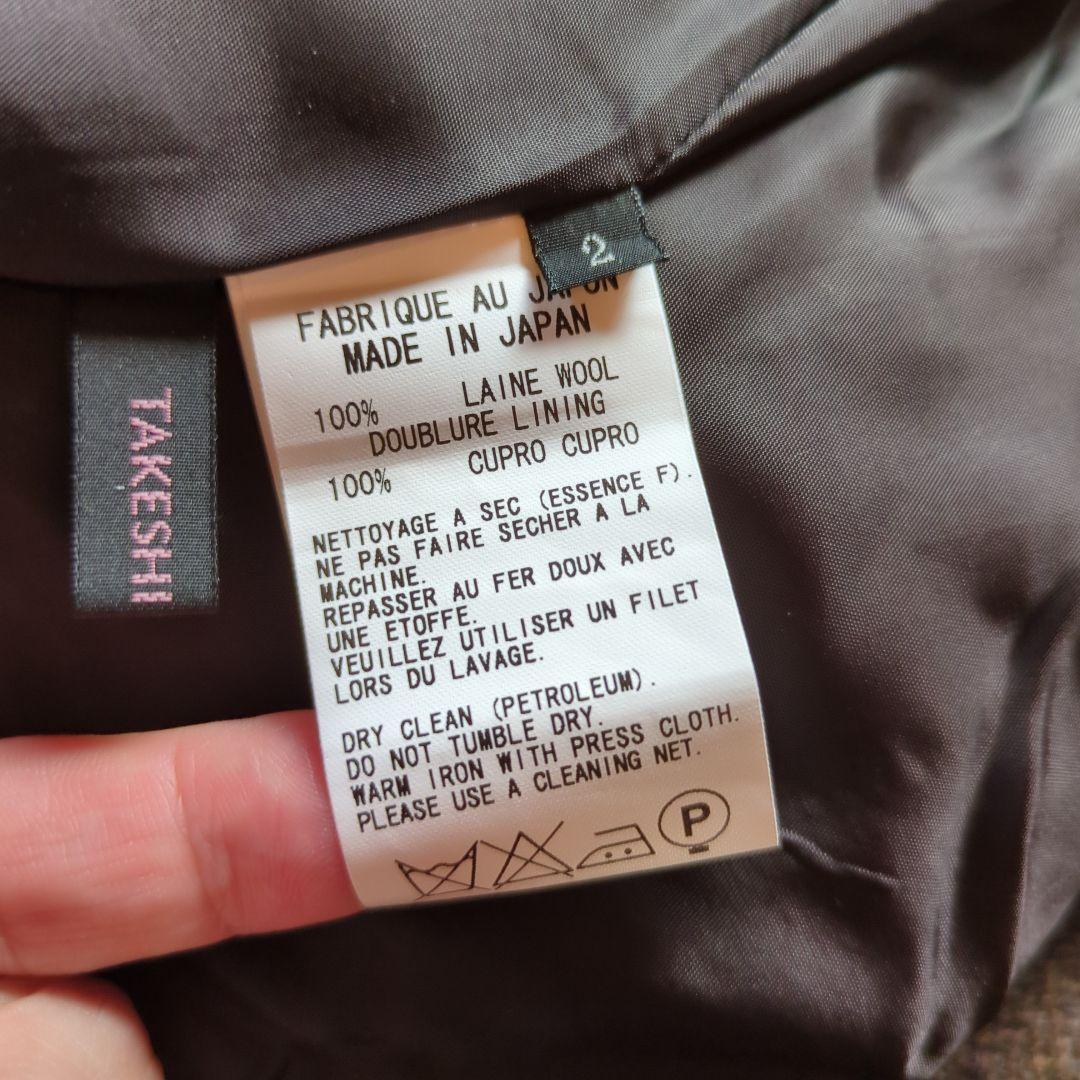 2
FABRIQUE AU JAPON
MADE IN JAPAN
LAINE WOOL
100%
DOUBLURE LINING
CUPRO CUPRO
100%
NETTOYAGE A SEC (ESSENCE F).
NE PAS FAIRE SECHER A LA
MACHINE.
REPASSER AU FER DOUX AVEC
UNE ETOFFE.
VEUILLEZ UTILISER UN FILET
LORS DU LAVAGE.
DRY CLEAN (PETROLEUM).
DO NOT TUMBLE DRY.
WARM IRON WITH PRESS CLOTH.
PLEASE USE A CLEANING NET.
P
TAKESHI